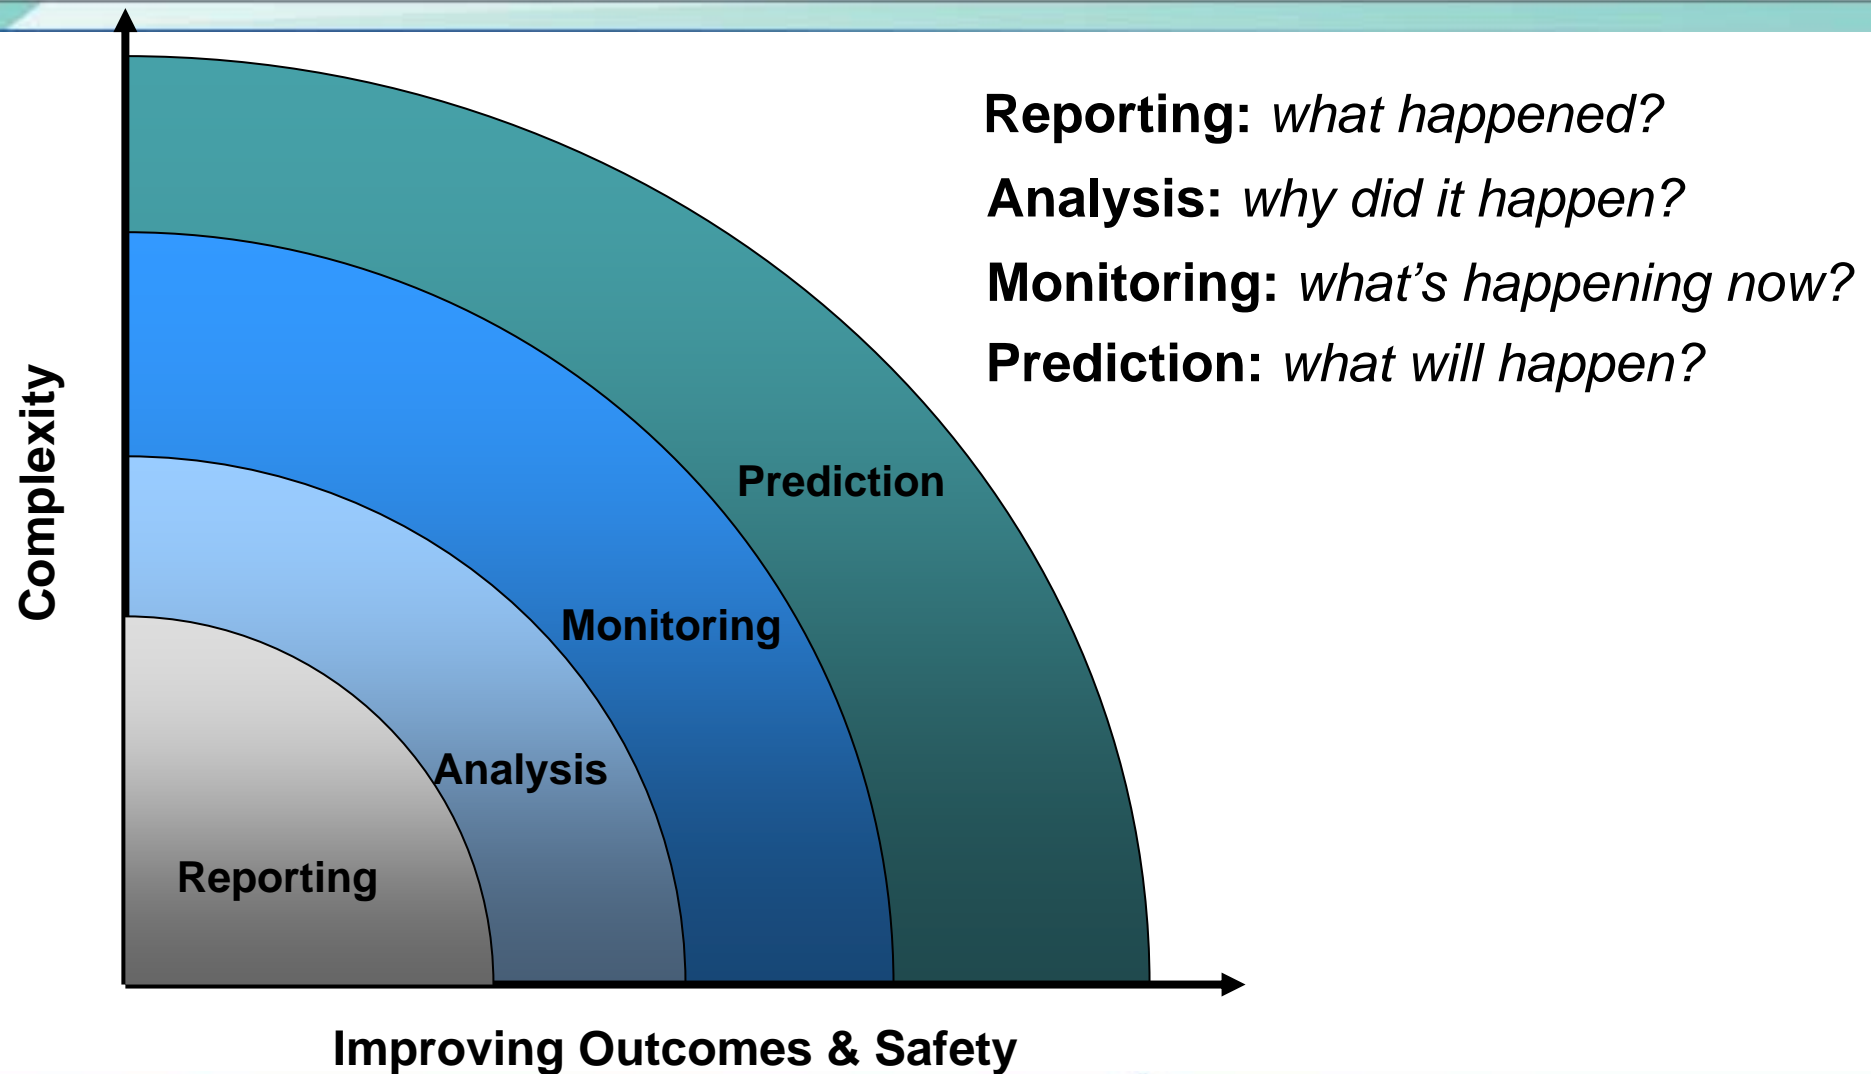 Reporting: what happened?
Analysis: why did it happen?
Monitoring: what’s happening now?
Prediction: what will happen?
Complexity
Prediction
Monitoring
Analysis
Reporting
Improving Outcomes & Safety